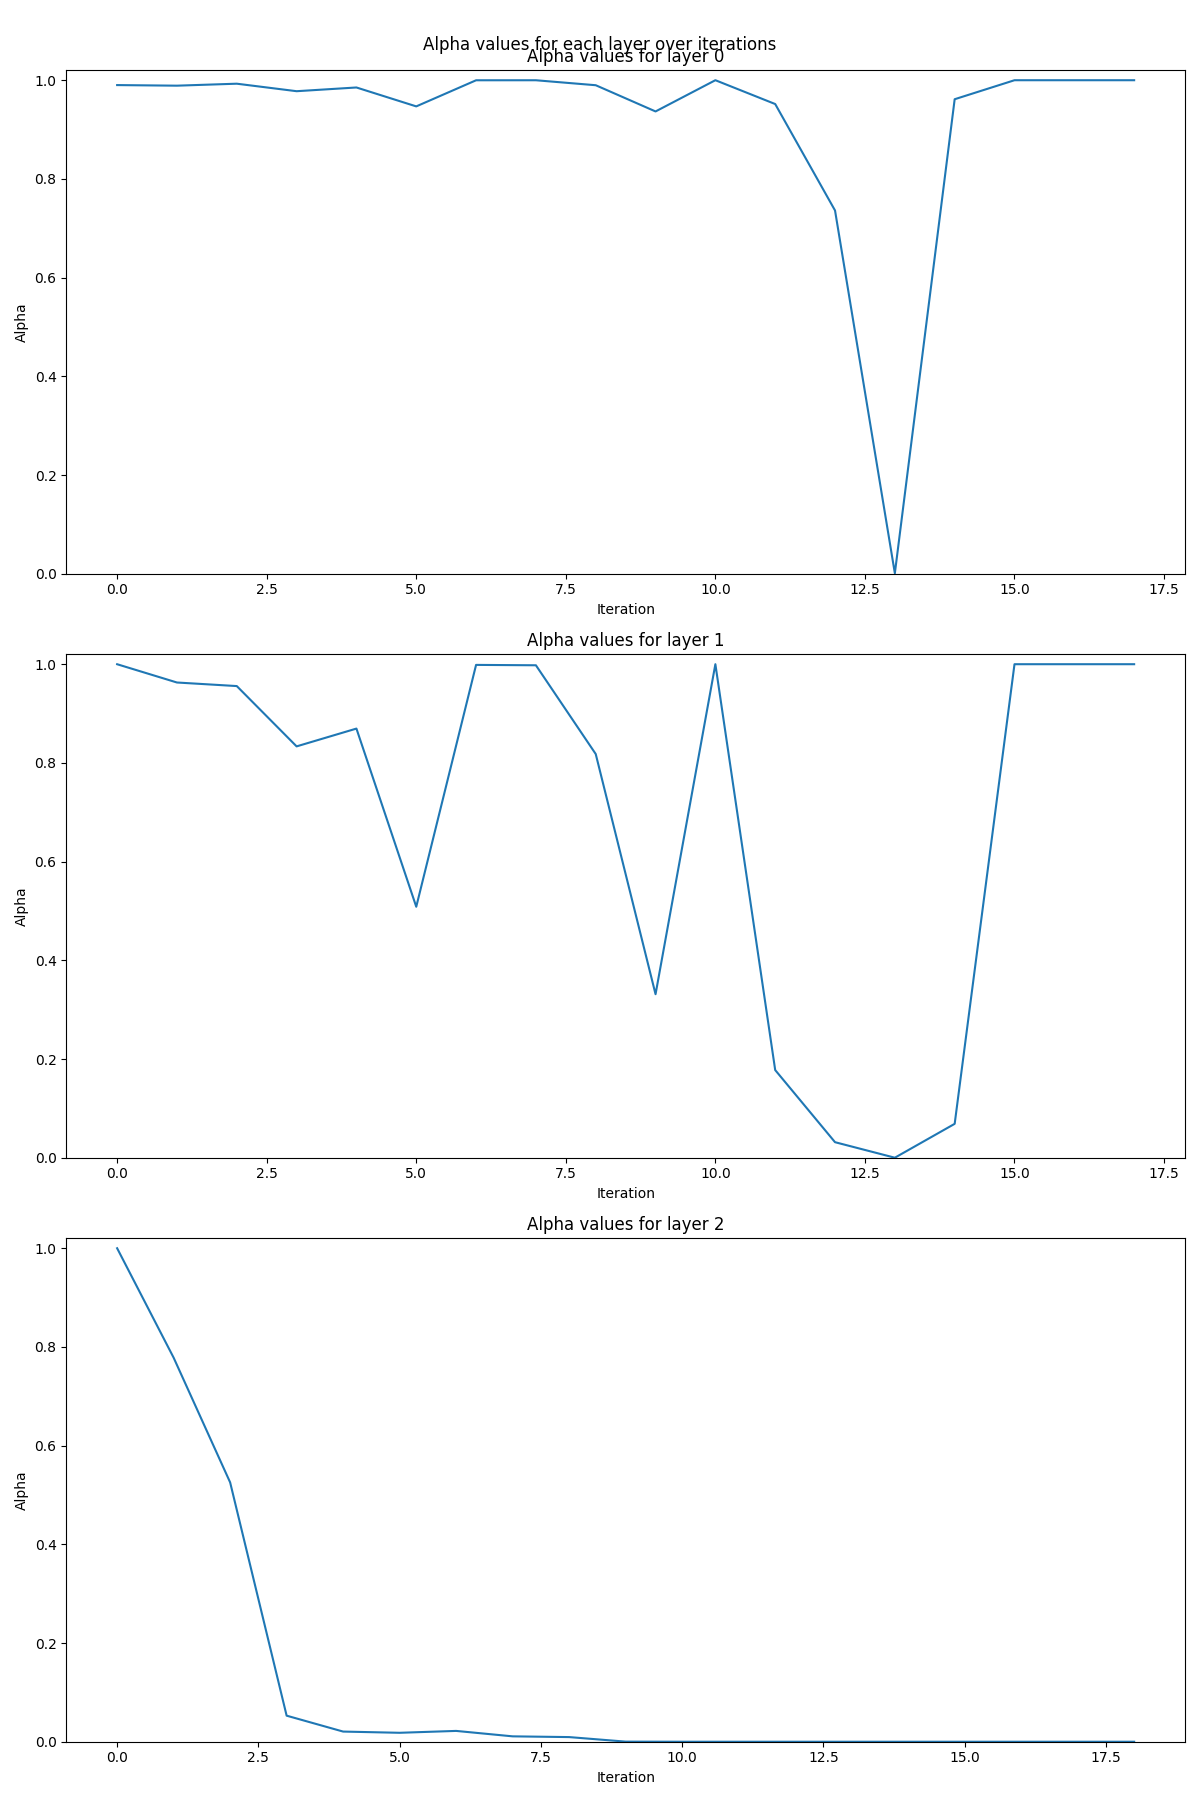 Alpha values for each layer over iterations
Alpha values for layer 0
1.0
0.8
0.6
0.4
0.2
0.0
Alpha
0.0 2.5 5.0 7.5 10.0 12.5 15.0 17.5
Iteration
Alpha values for layer 1
1.0
0.8
0.6
0.4
0.2
0.0
Alpha
0.0 2.5 5.0 7.5 10.0 12.5 15.0 17.5
Iteration
Alpha values for layer 2
1.0
0.8
0.6
0.4
0.2
0.0
Alpha
0.0 2.5 5.0 7.5 10.0 12.5 15.0 17.5
Iteration